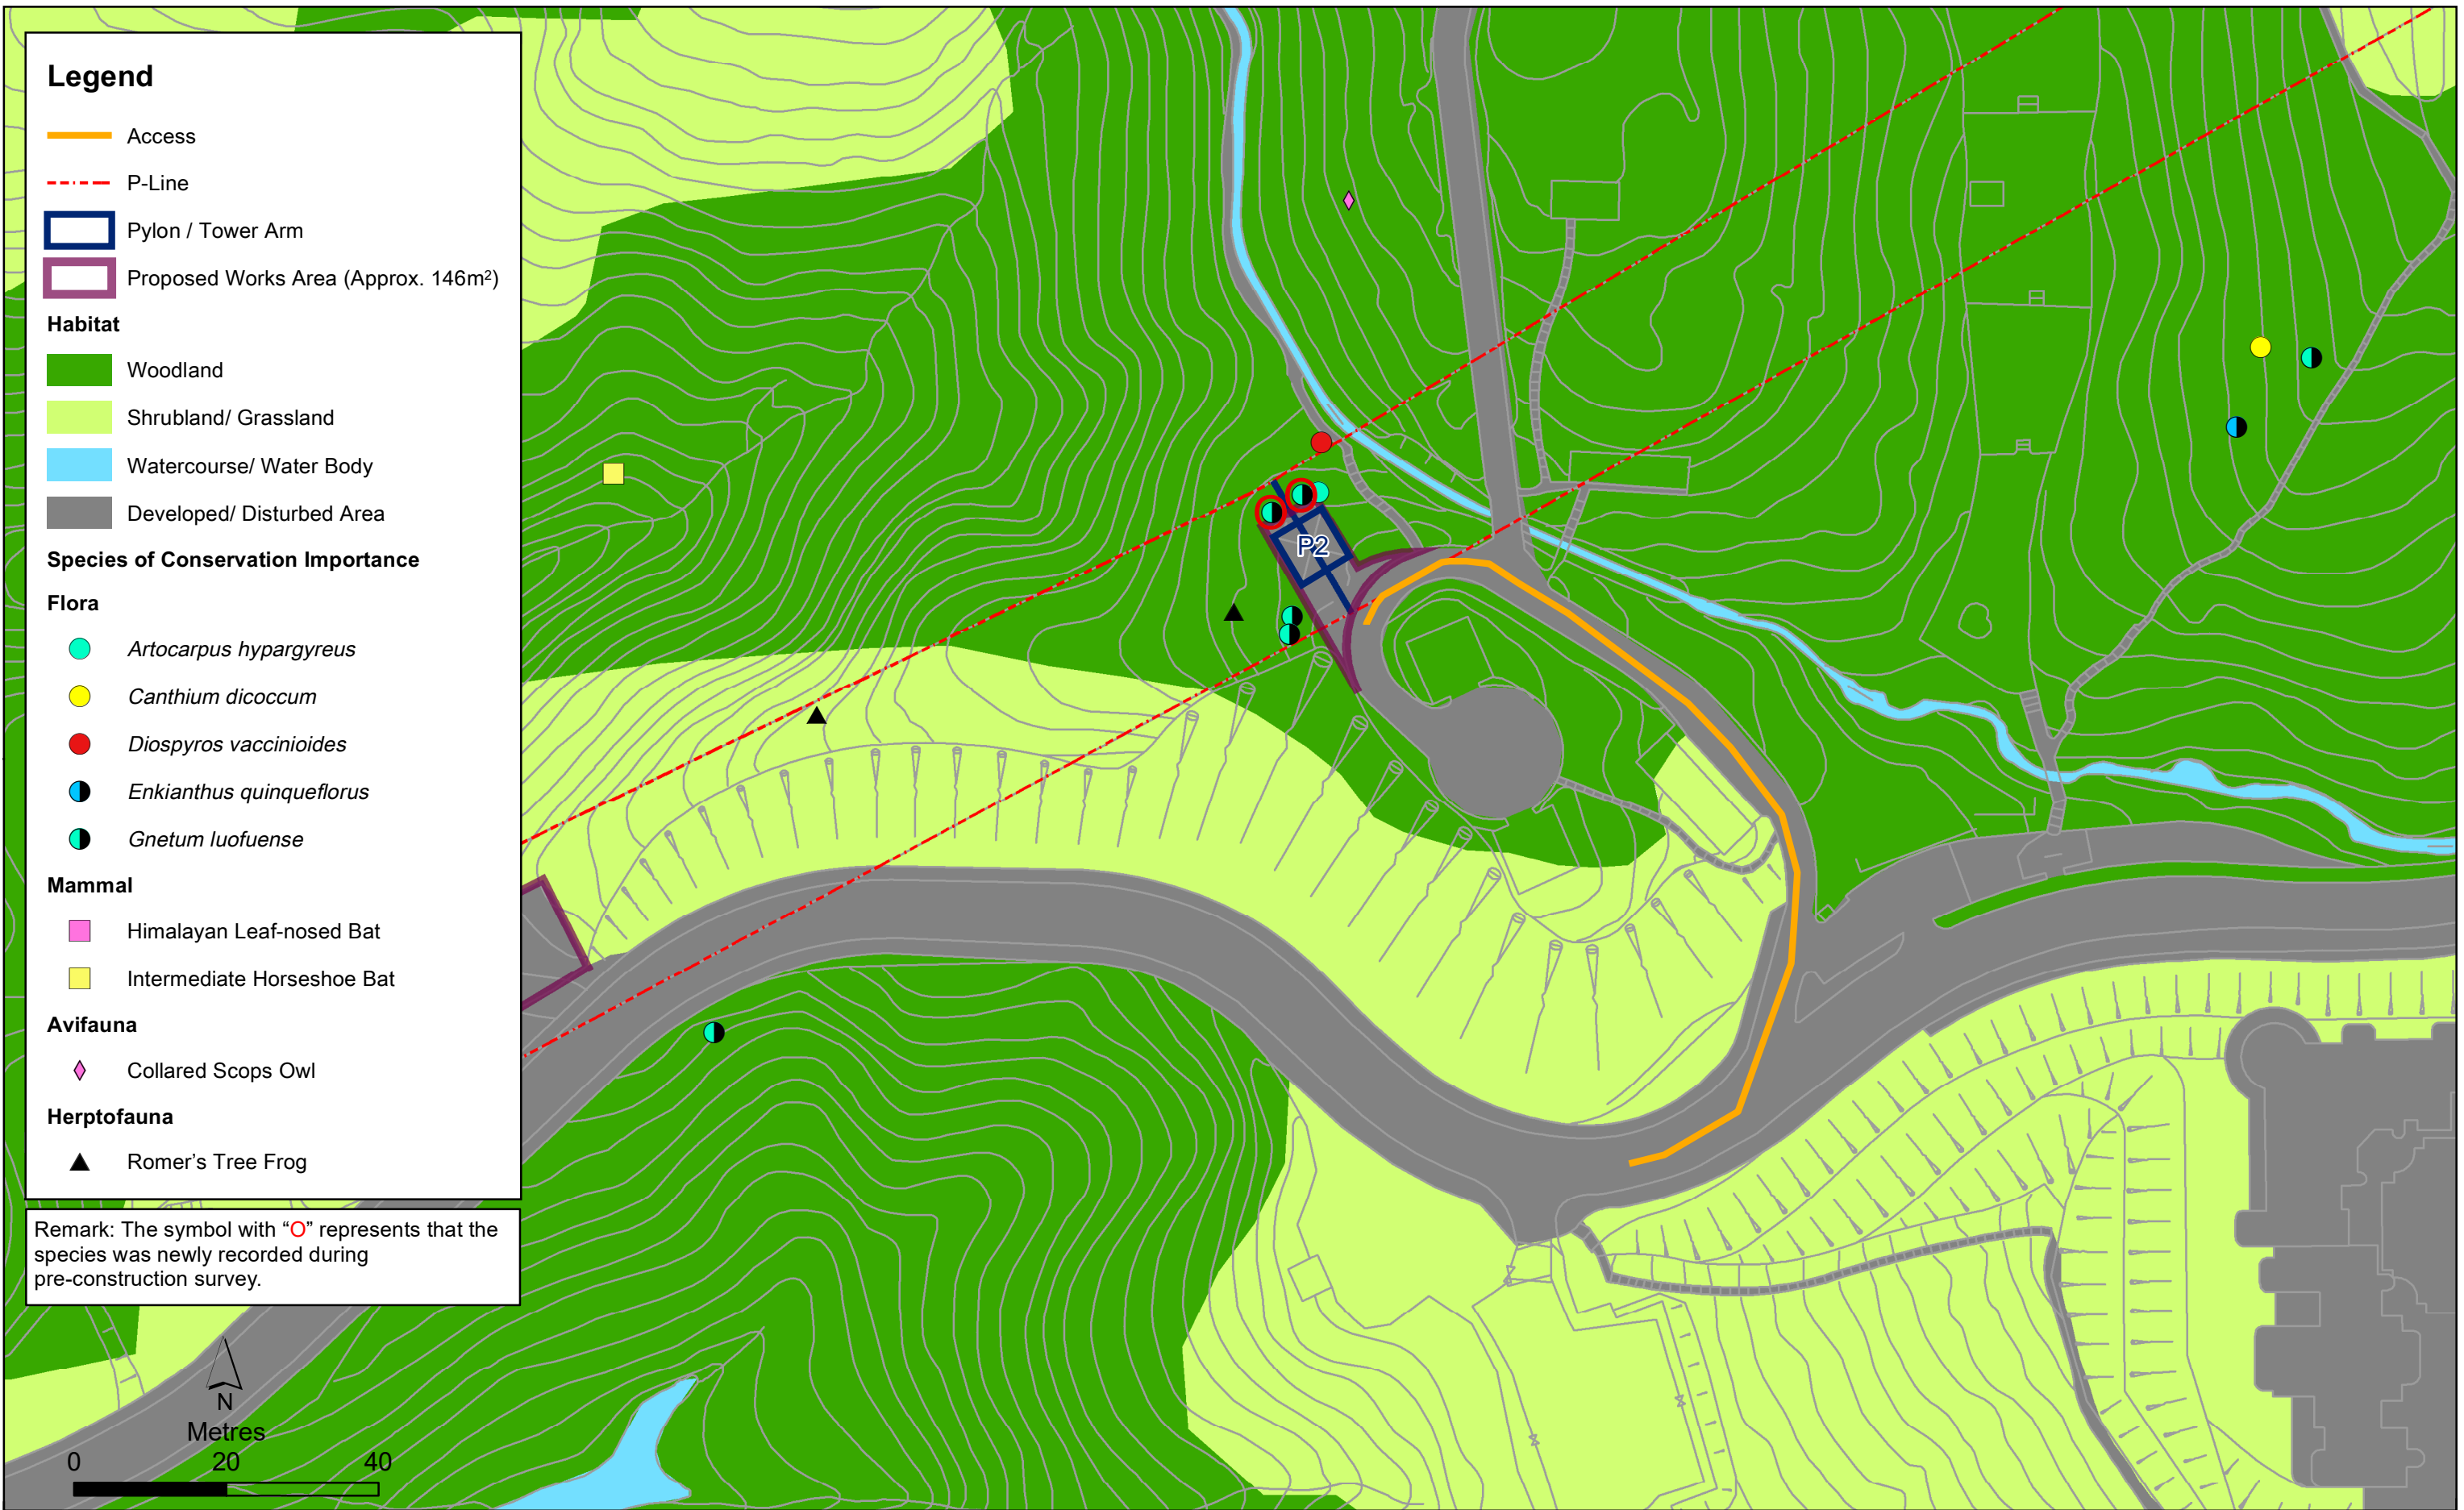 Legend
Access
P-Line
Pylon / Tower Arm
Proposed Works Area (Approx. 146m²)
Habitat
Woodland
Shrubland/ Grassland
Watercourse/ Water Body
Developed/ Disturbed Area
Species of Conservation Importance
Flora
Artocarpus hypargyreus
Canthium dicoccum
Diospyros vaccinioides
Enkianthus quinqueflorus
Gnetum luofuense
Mammal
Himalayan Leaf-nosed Bat
Intermediate Horseshoe Bat
Avifauna
Collared Scops Owl
Herptofauna
Romer's Tree Frog
Remark: The symbol with “O” represents that the
species was newly recorded during
pre-construction survey.
N
Metres
0 20 40
P2